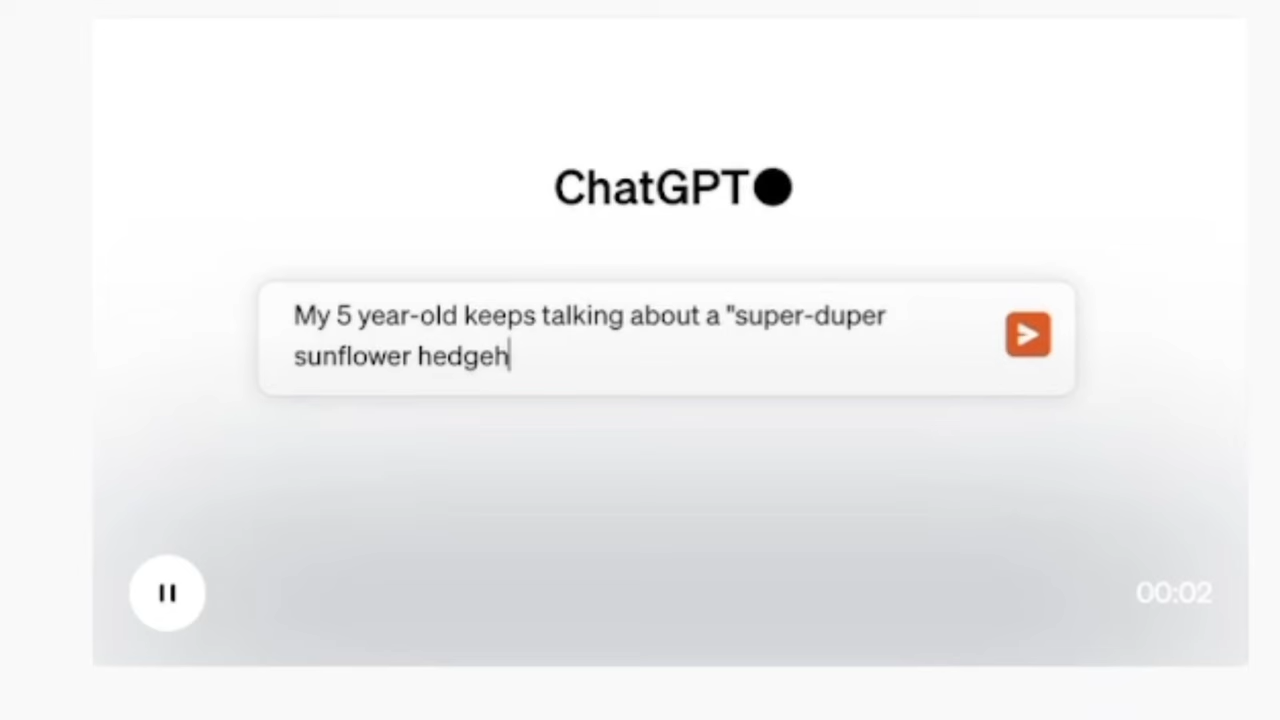 ChatGPT
My 5 year-old keeps talking about a "super-duper
sunflower hedgeh
00:02